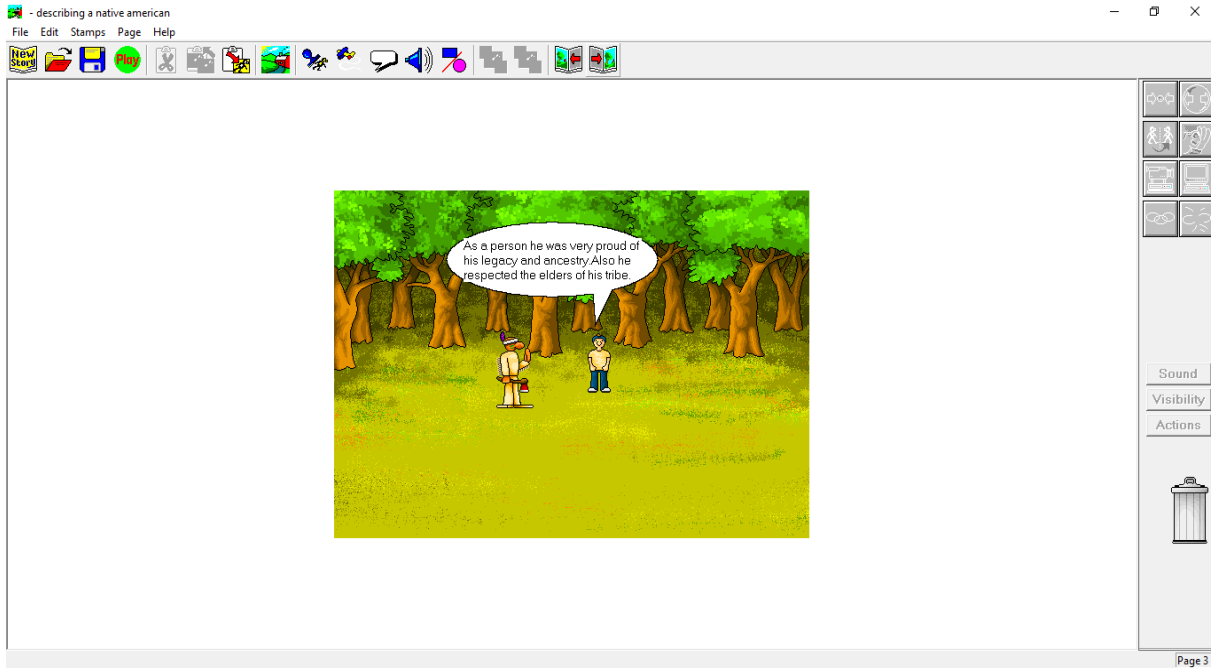 - describing a native american
File Edit Stamps Page Help
New Story Play
As a person he was very proud of
his legacy and ancestry.Also he
respected the elders of his tribe.
Sound
Visibility
Actions
Page 3